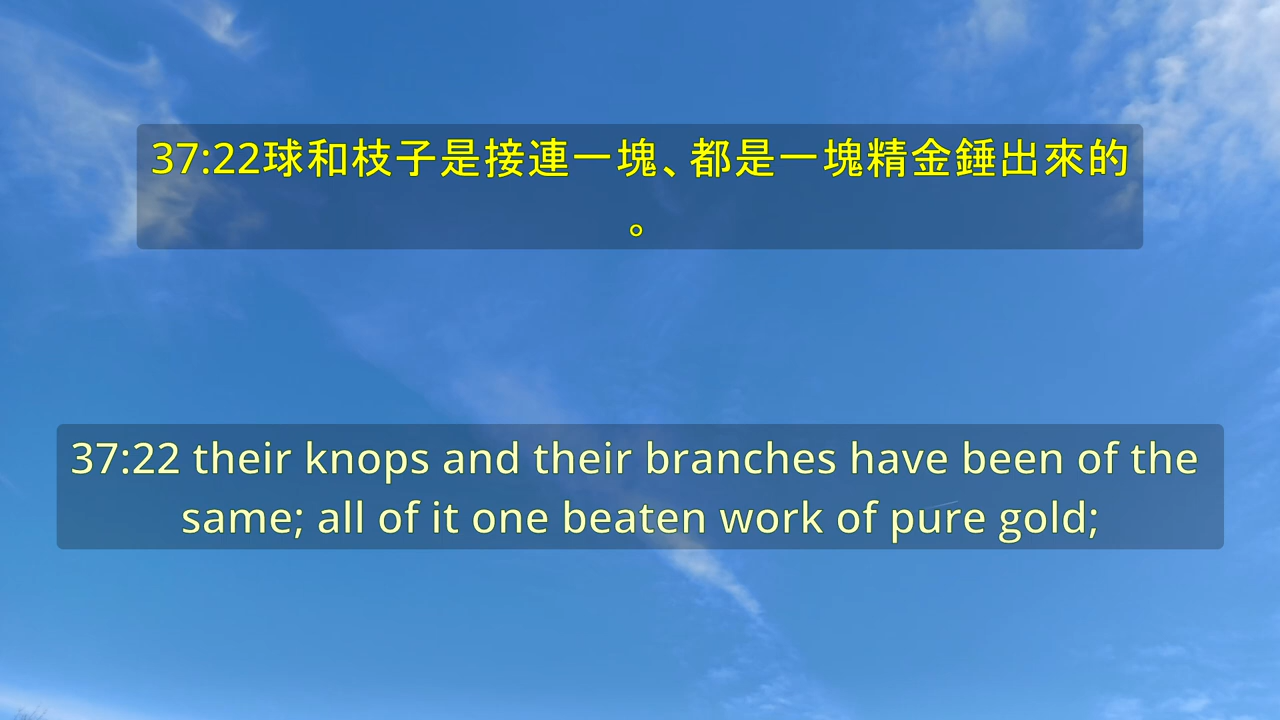 37:22球和枝子是接連一塊、都是一塊精金錘出來的
。
37:22 their knops and their branches have been of the
same; all of it one beaten work of pure gold;